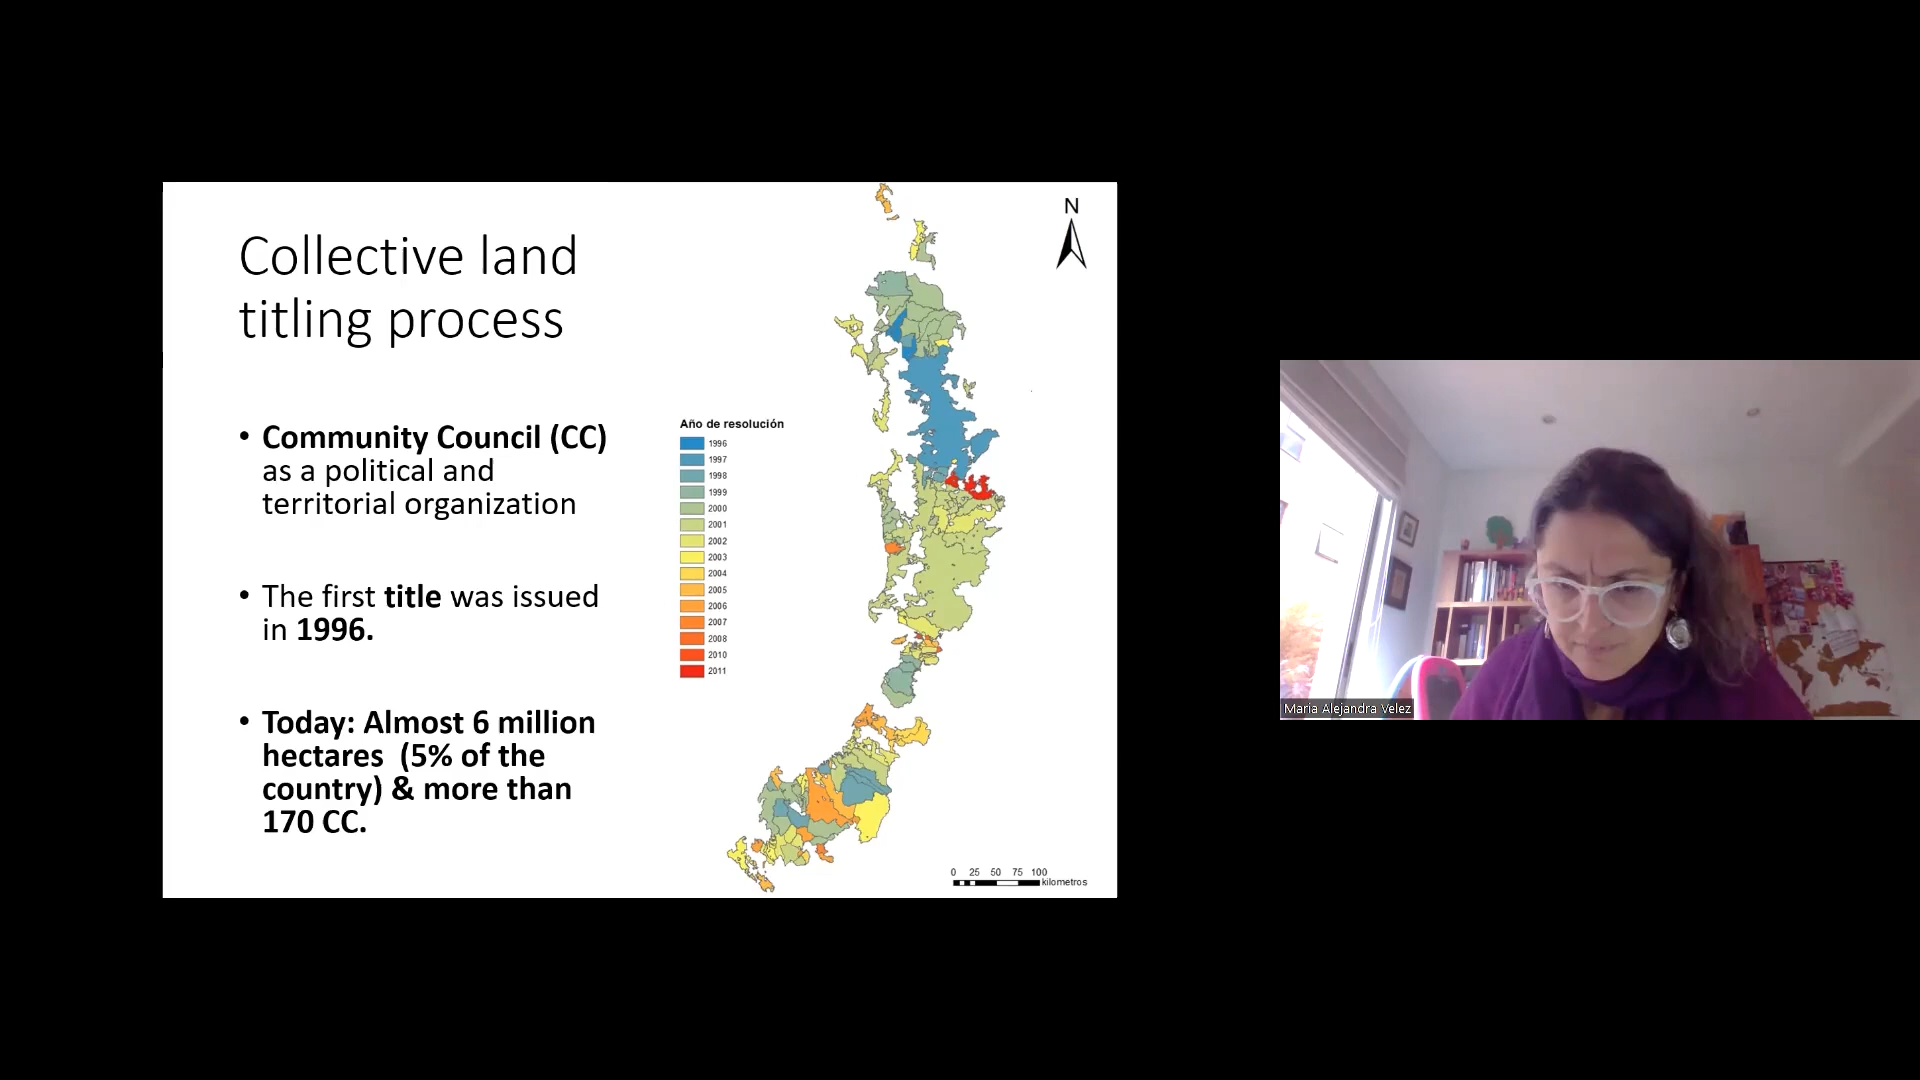 Collective land
titling process
• Community Council (CC)
as a political and
territorial organization
• The first title was issued
in 1996.
• Today: Almost 6 million
hectares (5% of the
country) & more than
170 CC.
Año de resolución
1996
1997
1998
1999
2000
2001
2002
2003
2004
2005
2006
2007
2008
2010
2011
N
0 25 50 75 100
kilometros
Maria Alejandra Velez